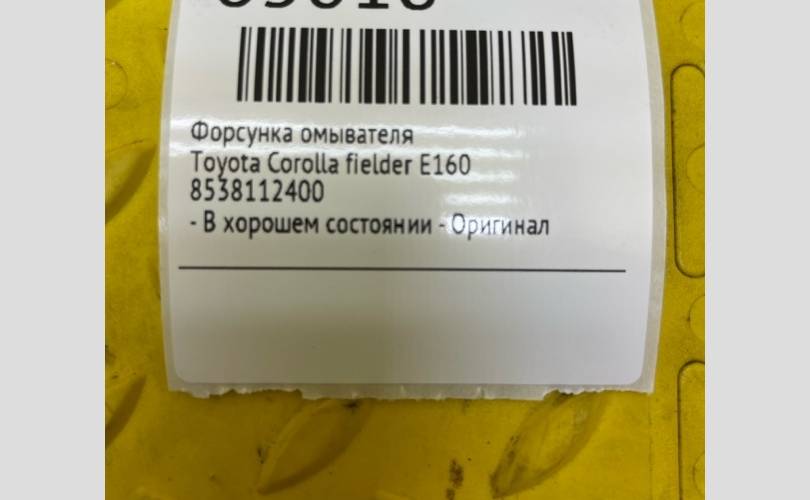 Форсунка омывателя
Toyota Corolla fielder E160
8538112400
- В хорошем состоянии - Оригинал